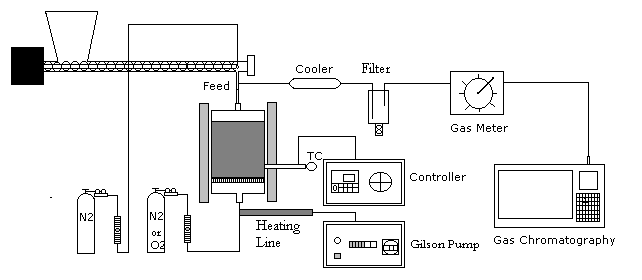 Cooler
Filter
Feed
Gas Meter
TC
Controller
N2
N2
or
O2
Heating
Line
Gilson Pump
Gas Chromatography